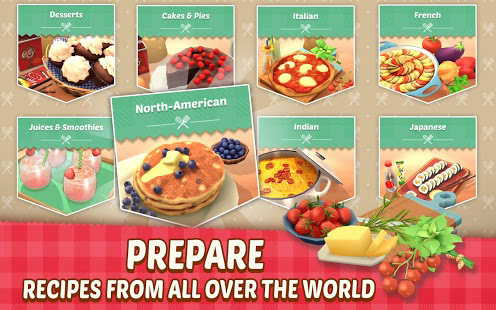 Desserts
Cakes & Pies
Italian
French
Juices & Smoothies
North-American
Indian
Japanese
PREPARE
RECIPES FROM ALL OVER THE WORLD